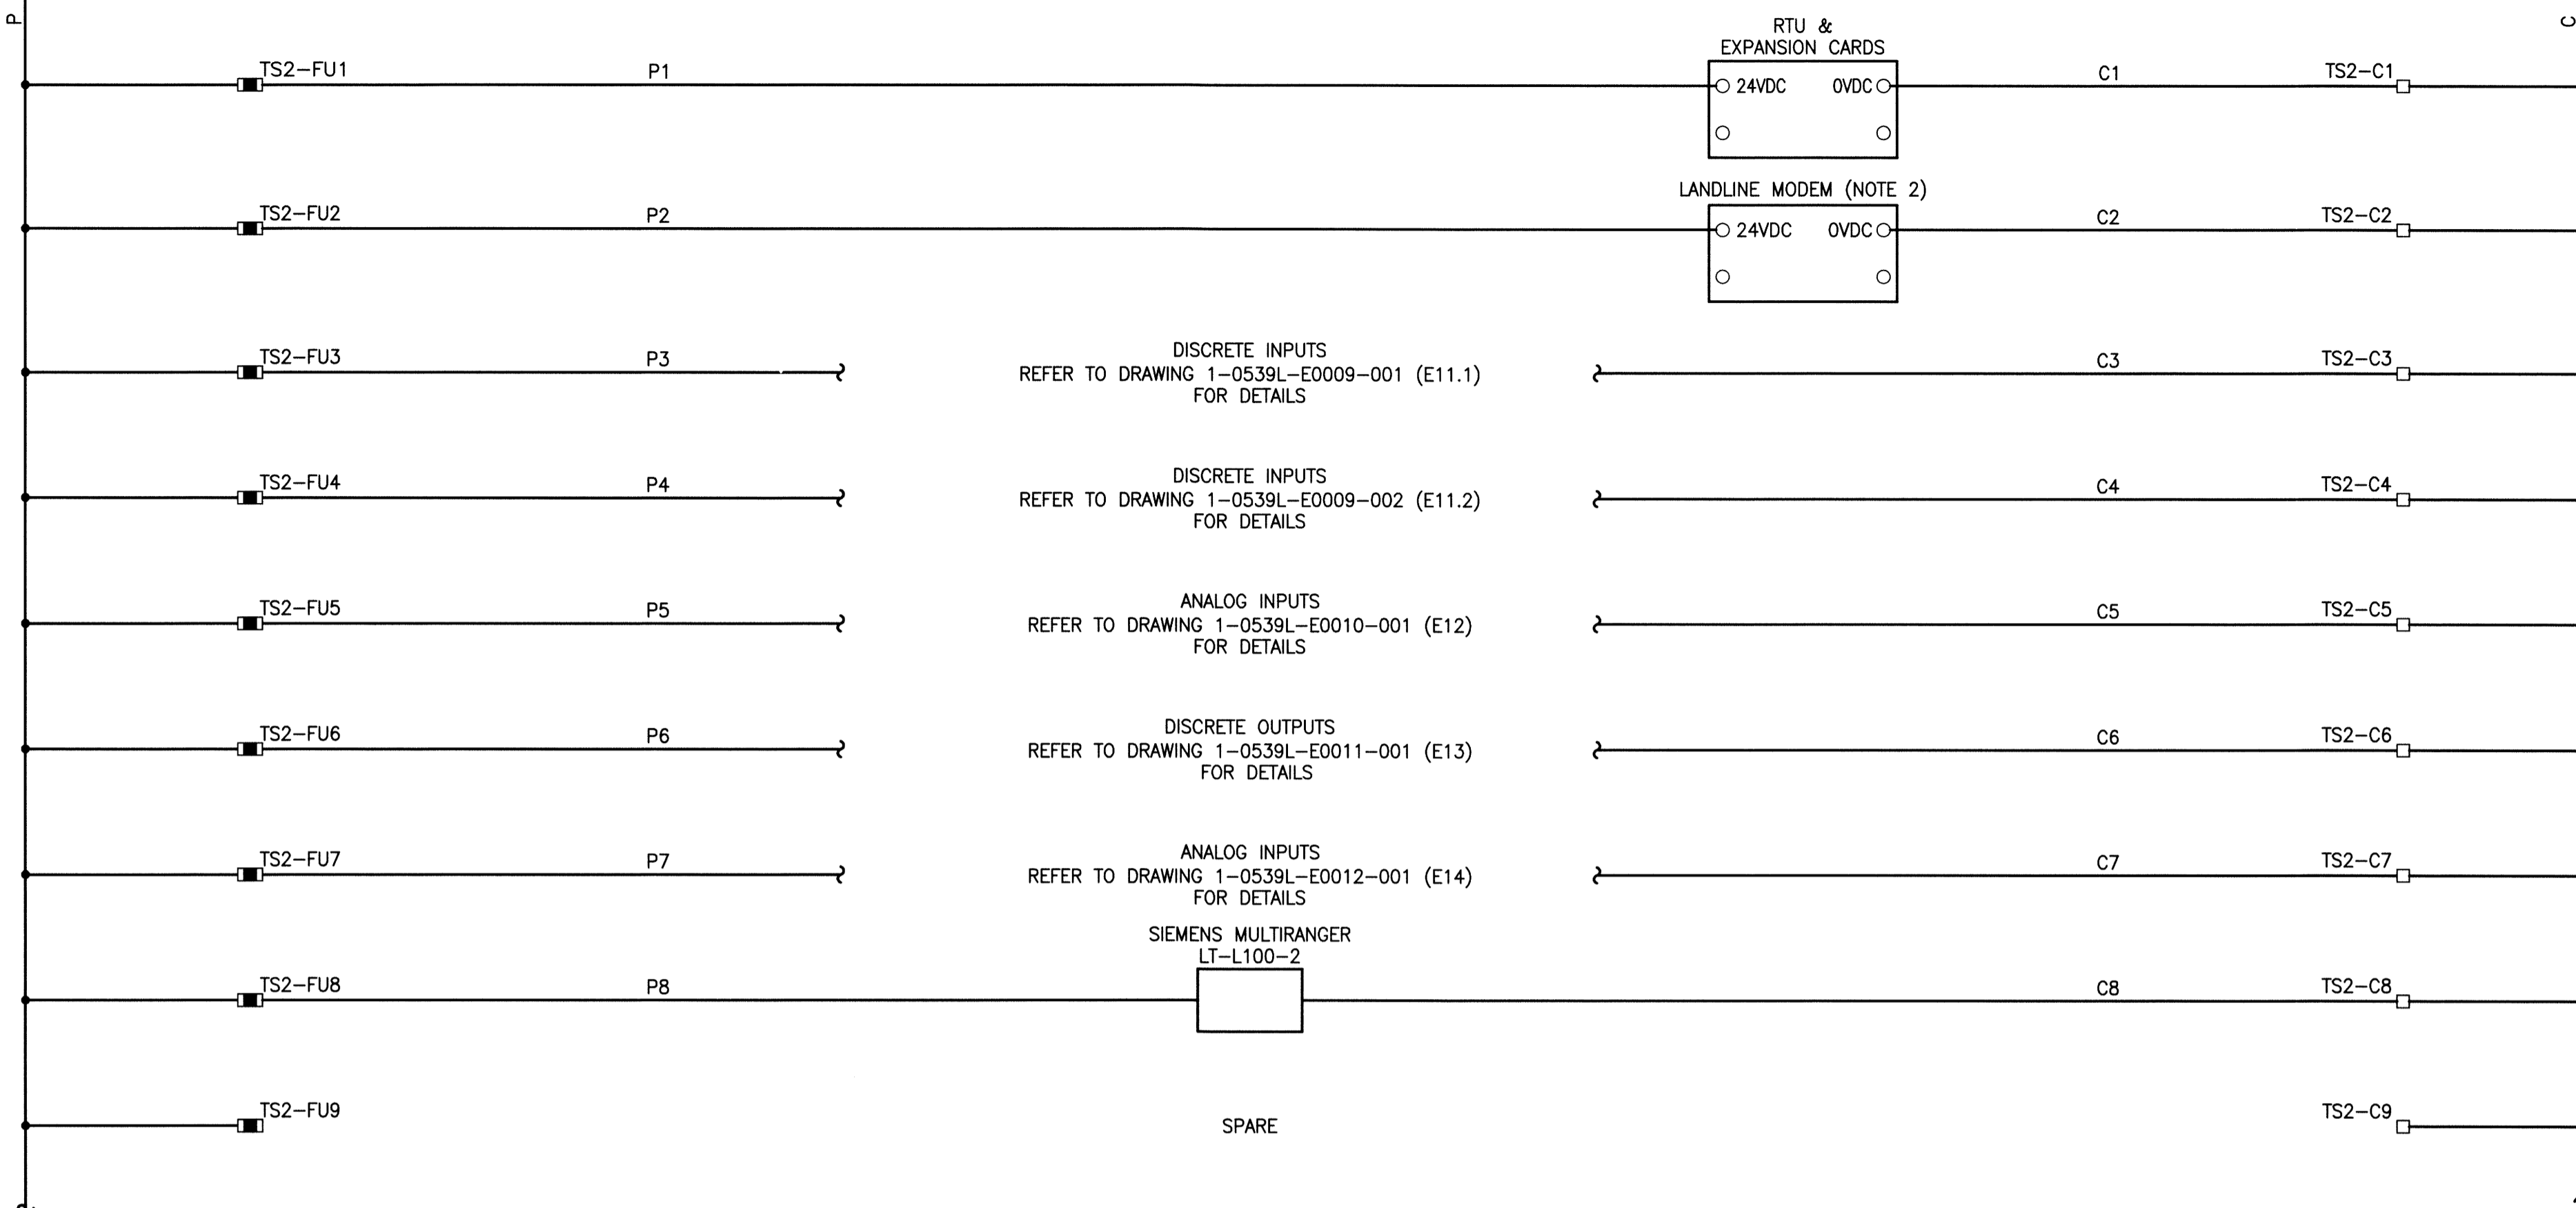 P
C
RTU &
EXPANSION CARDS
TS2-FU1
P1
24VDC
0VDC
C1
TS2-C1
LANDLINE MODEM (NOTE 2)
TS2-FU2
P2
24VDC
0VDC
C2
TS2-C2
TS2-FU3
P3
DISCRETE INPUTS
REFER TO DRAWING 1-0539L-E0009-001 (E11.1)
FOR DETAILS
C3
TS2-C3
TS2-FU4
P4
DISCRETE INPUTS
REFER TO DRAWING 1-0539L-E0009-002 (E11.2)
FOR DETAILS
C4
TS2-C4
TS2-FU5
P5
ANALOG INPUTS
REFER TO DRAWING 1-0539L-E0010-001 (E12)
FOR DETAILS
C5
TS2-C5
TS2-FU6
P6
DISCRETE OUTPUTS
REFER TO DRAWING 1-0539L-E0011-001 (E13)
FOR DETAILS
C6
TS2-C6
TS2-FU7
P7
ANALOG INPUTS
REFER TO DRAWING 1-0539L-E0012-001 (E14)
FOR DETAILS
C7
TS2-C7
SIEMENS MULTIRANGER
LT-L100-2
TS2-FU8
P8
C8
TS2-C8
TS2-FU9
SPARE
TS2-C9